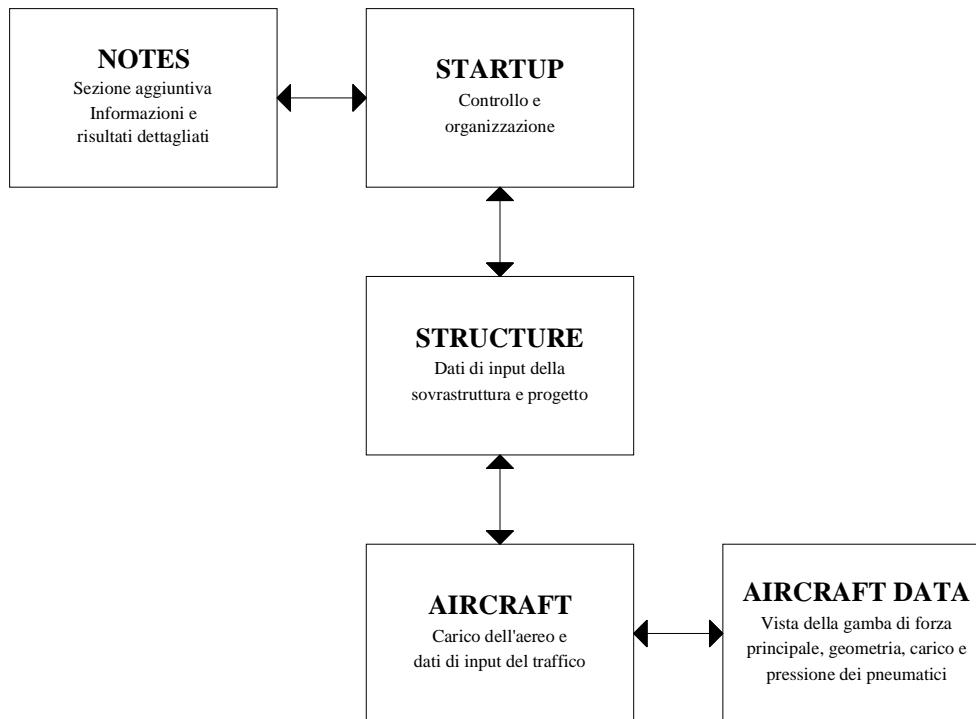 NOTES
Sezione aggiuntiva
Informazioni e
risultati dettagliati
STARTUP
Controllo e
organizzazione
STRUCTURE
Dati di input della
sovrastruttura e progetto
AIRCRAFT
Carico dell'aereo e
dati di input del traffico
AIRCRAFT DATA
Vista della gamba di forza
principale, geometria, carico e
pressione dei pneumatici